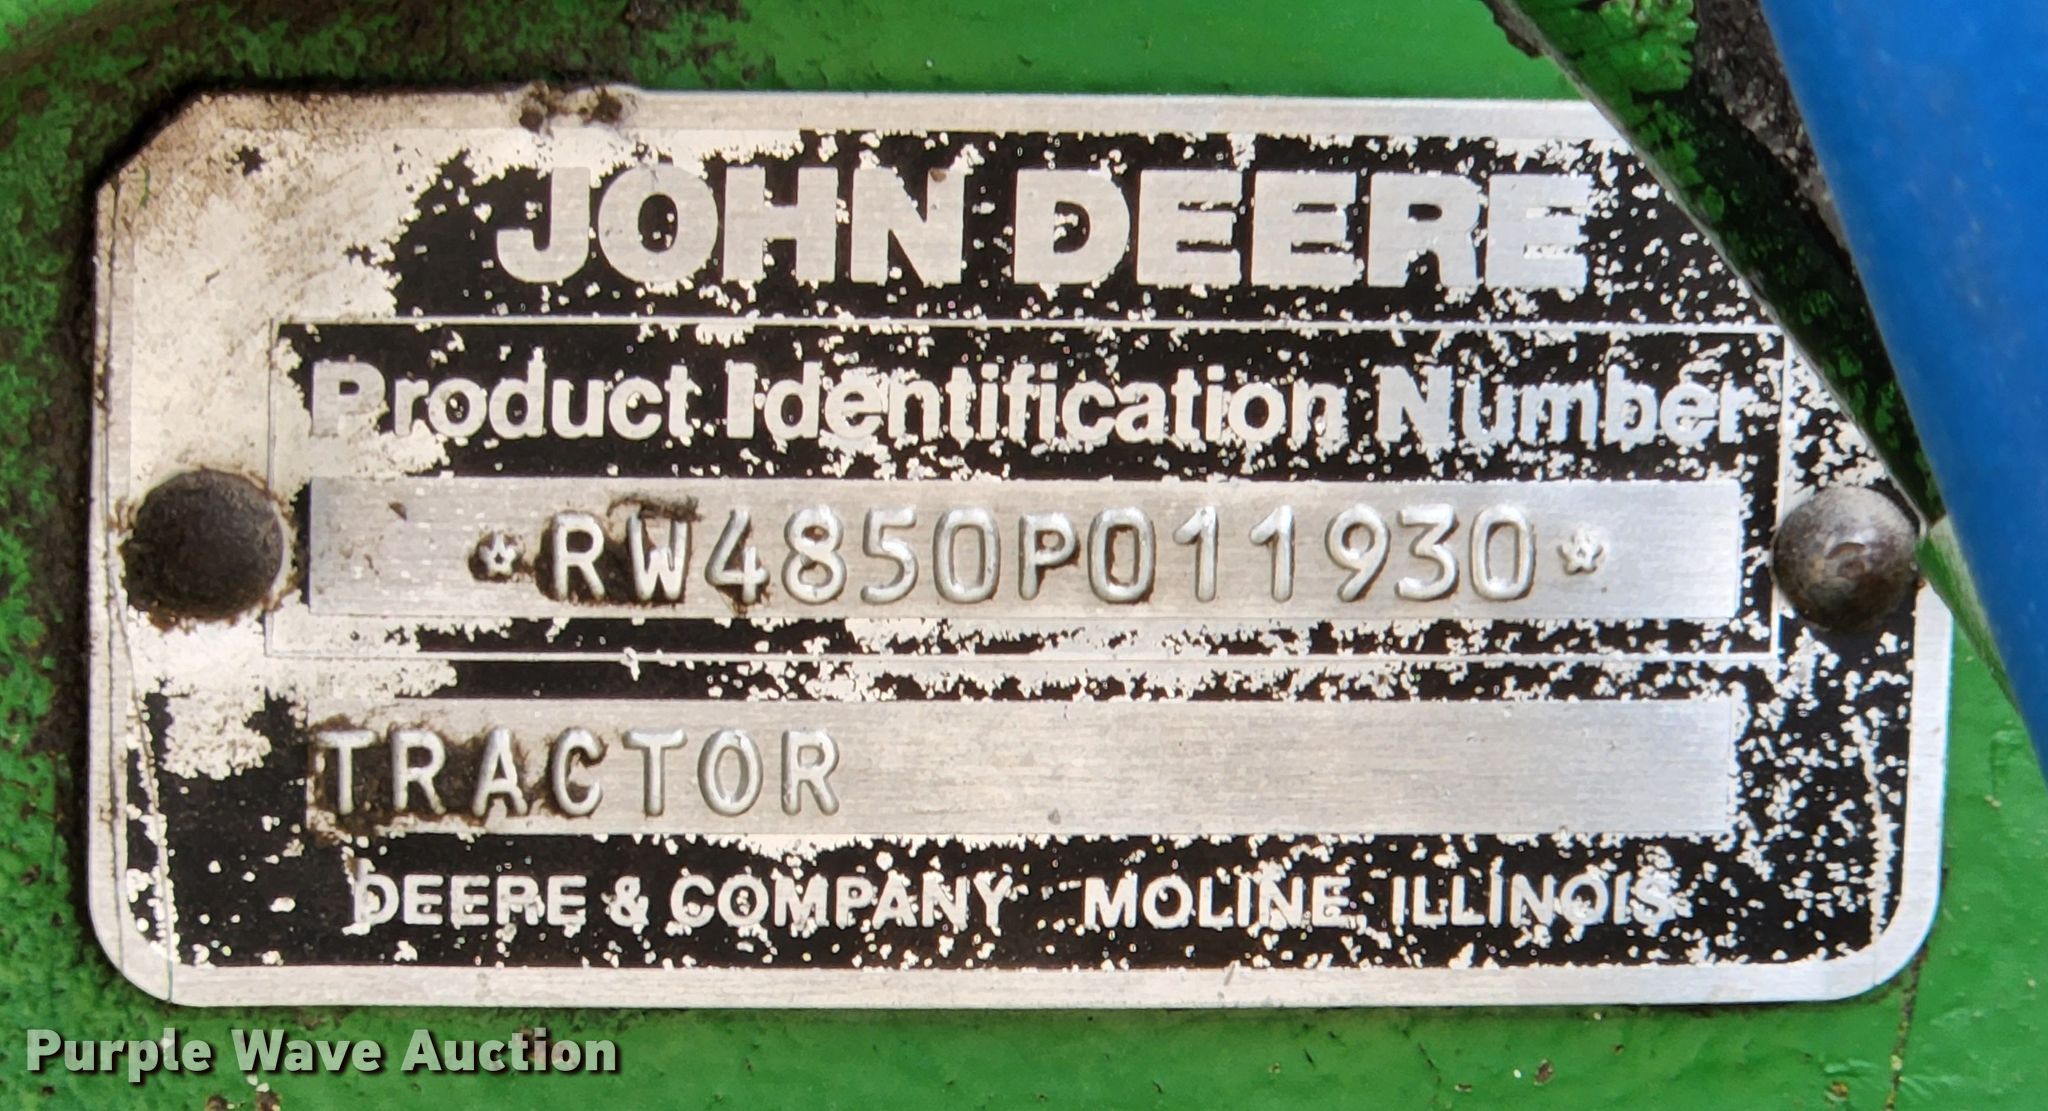 JOHN DEERE
Product Identification Number
*RW4850P011930*
TRACTOR
DEERE & COMPANY MOLINE, ILLINOIS
Purple Wave Auction